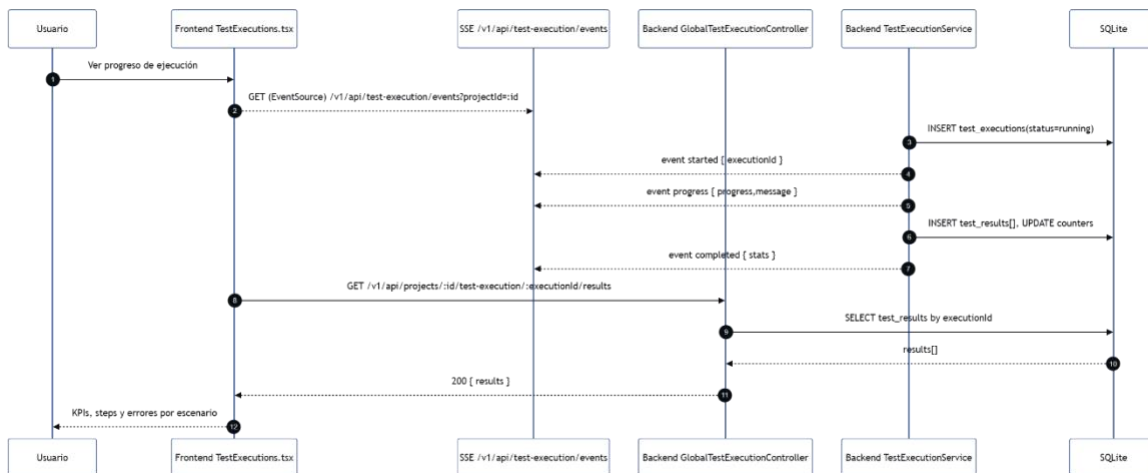 Usuario
Frontend TestExecutions.tsx
SSE /v1/api/test-execution/events
Backend GlobalTestExecutionController
Backend TestExecutionService
SQLite
1
Ver progreso de ejecución
2
GET (EventSource) /v1/api/test-execution/events?projectId=:id
3
INSERT test_executions(status=running)
4
event started { executionId }
5
event progress { progress,message }
6
INSERT test_results[], UPDATE counters
7
event completed { stats }
8
GET /v1/api/projects/:id/test-execution/:executionId/results
9
SELECT test_results by executionId
10
results[]
11
200 { results }
12
KPIs, steps y errores por escenario
Usuario
Frontend TestExecutions.tsx
SSE /v1/api/test-execution/events
Backend GlobalTestExecutionController
Backend TestExecutionService
SQLite